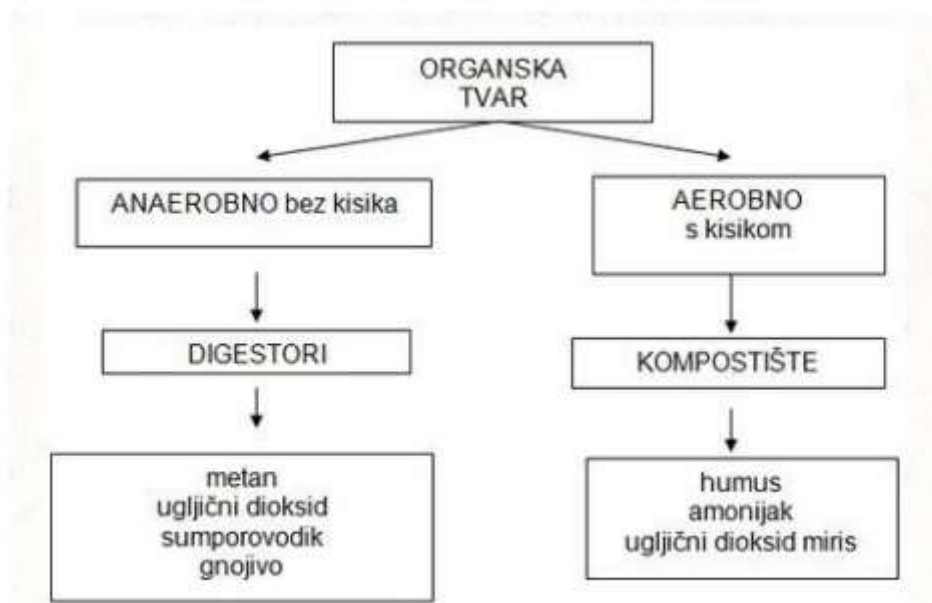 ORGANSKA
TVAR
ANAEROBNO bez kisika
AEROBNO
s kisikom
DIGESTORI
KOMPOSTIŠTE
metan
ugljični dioksid
sumporovodik
gnojivo
humus
amonijak
ugljični dioksid miris